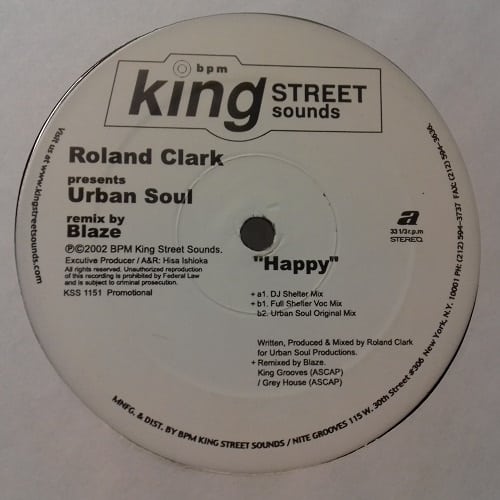 bpm
king STREET
sounds
Roland Clark
presents
Urban Soul
remix by
Blaze
℗©2002 BPM King Street Sounds.
Excutive Producer / A&R: Hisa Ishioka
All rights reserved. Unauthorized reproduction
of this recording is prohibited by Federal Law
and is subject to criminal prosecution.
KSS 1151 Promotional
a
33 1/3 r.p.m
STEREO
"Happy"
+ a1. DJ Shelter Mix
+ b1. Full Shelter Voc Mix
b2. Urban Soul Original Mix
Written, Produced & Mixed by Roland Clark
for Urban Soul Productions.
+ Remixed by Blaze.
King Grooves (ASCAP)
/ Grey House (ASCAP)
Visit us at www.kingstreetsounds.com
MNFG. & DIST. BY BPM KING STREET SOUNDS / NITE GROOVES 115 W. 30th Street #306 New York, N.Y. 10001 PH: (212) 594-3737 FAX: (212) 594-3636.